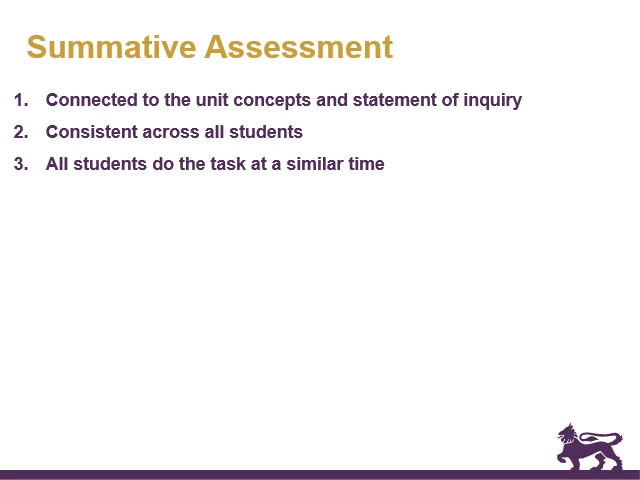 Summative Assessment
1. Connected to the unit concepts and statement of inquiry
2. Consistent across all students
3. All students do the task at a similar time